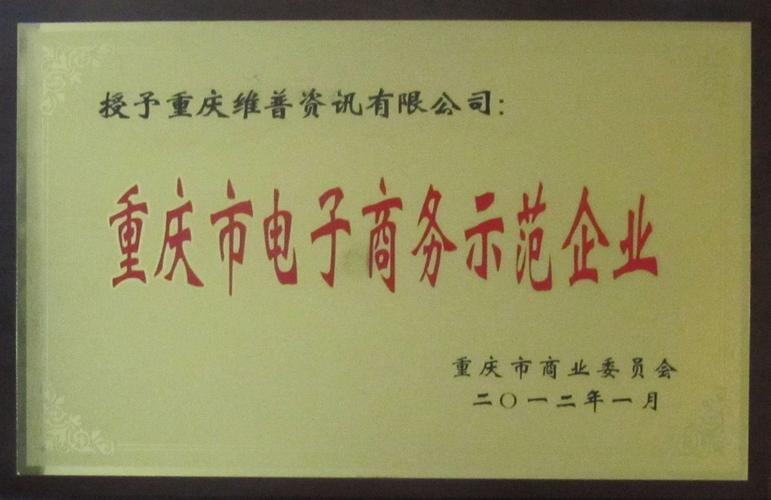 授予重庆维普资讯有限公司：
重庆市电子商务示范企业
重庆市商业委员会
二〇一二年一月